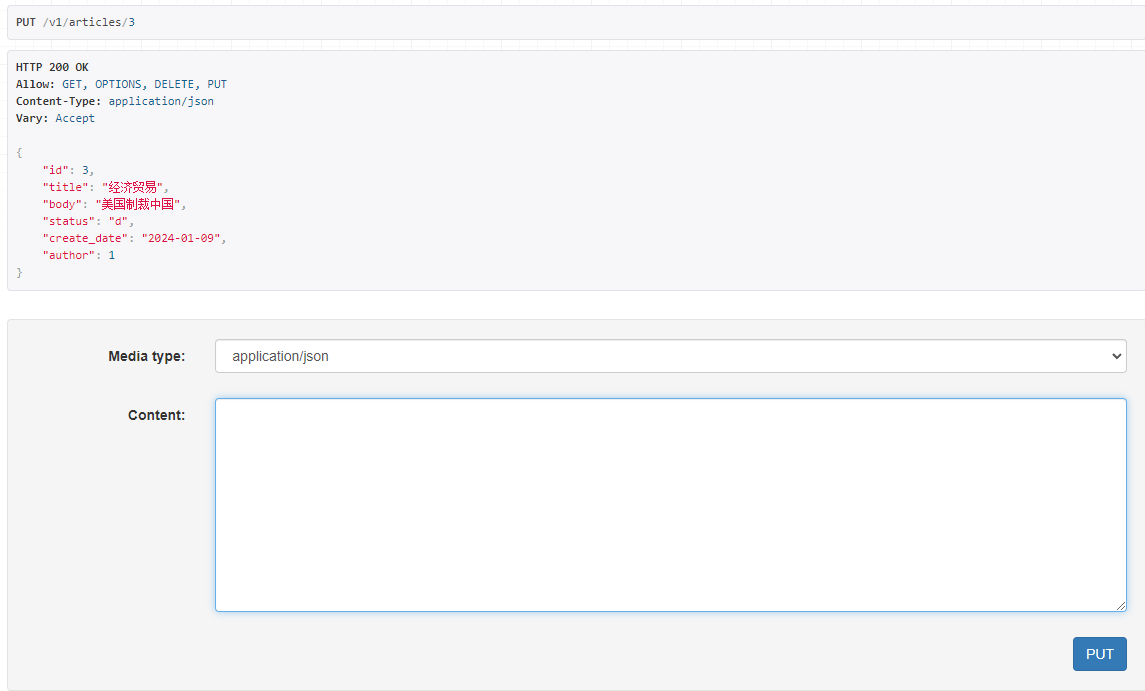 PUT /v1/articles/3
HTTP 200 OK
Allow: GET, OPTIONS, DELETE, PUT
Content-Type: application/json
Vary: Accept
{
"id": 3,
"title": "经济贸易",
"body": "美国制裁中国",
"status": "d",
"create_date": "2024-01-09",
"author": 1
}
Media type: application/json
Content:
PUT